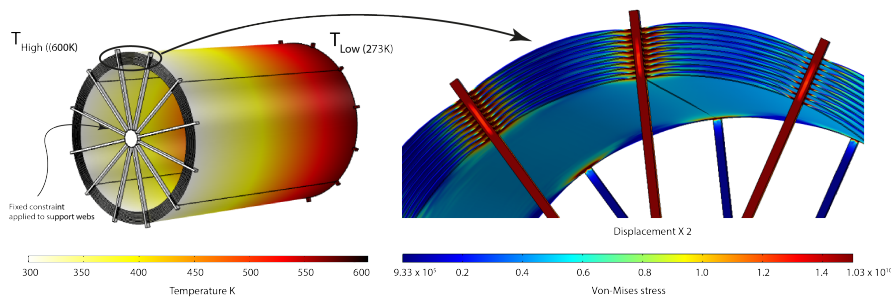 T High ((600K)
T Low (273K)
Fixed constraint
applied to support webs
Displacement X 2
300 350 400 450 500 550 600
Temperature K
9.33 x 10⁵ 0.2 0.4 0.6 0.8 1.0 1.2 1.4 1.03 x 10¹⁰
Von-Mises stress